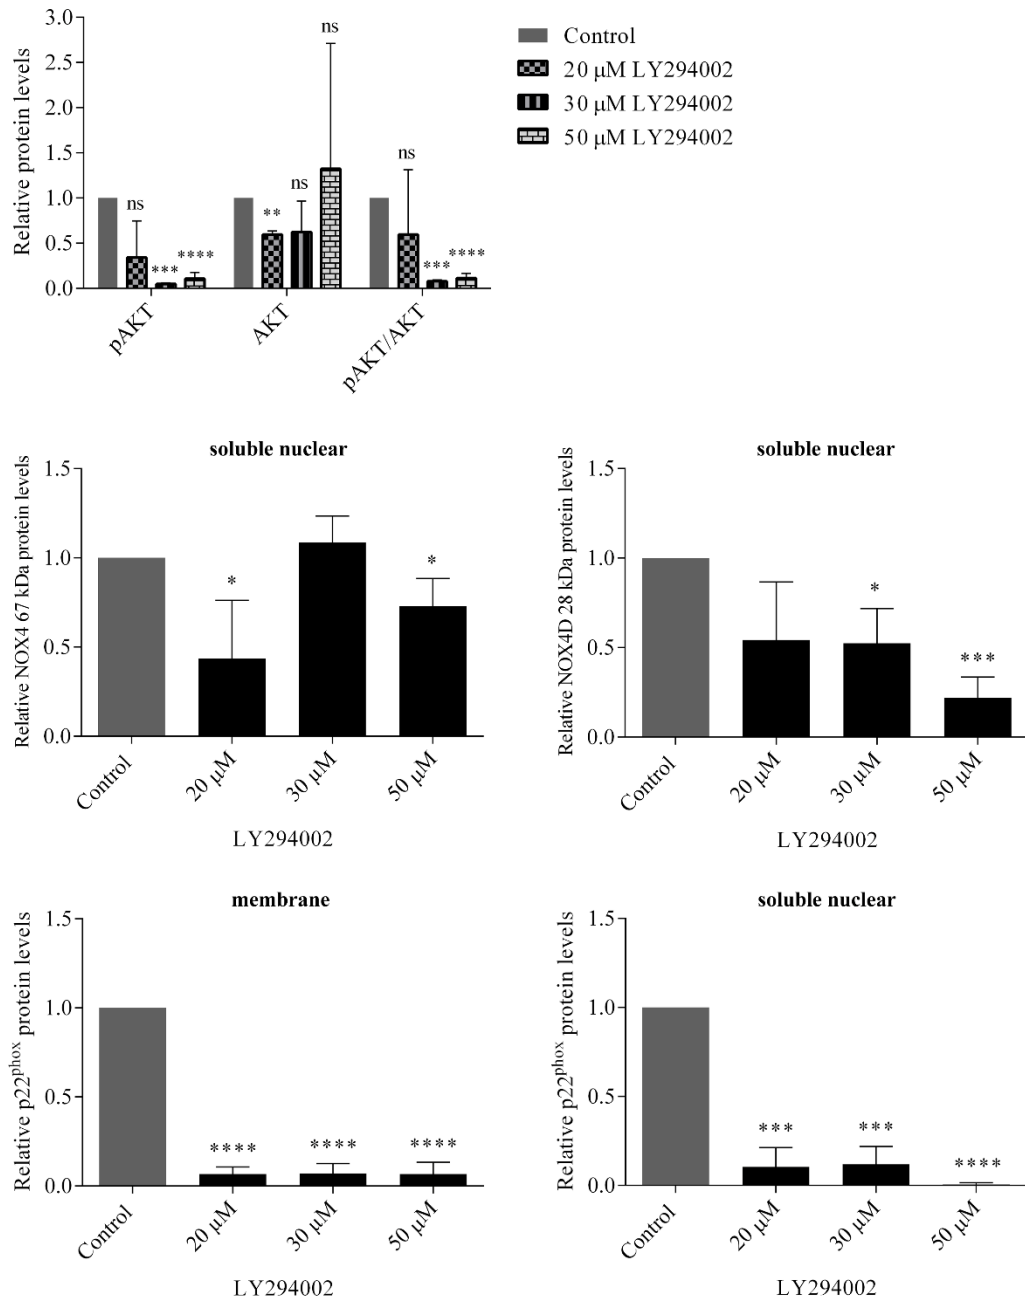 Relative protein levels
3.0
2.5
2.0
1.5
1.0
0.5
0.0
ns
***
****
**
ns
ns
ns
***
****
pAKT
AKT
pAKT/AKT
Control
20 μM LY294002
30 μM LY294002
50 μM LY294002
soluble nuclear
Relative NOX4 67 kDa protein levels
1.5
1.0
0.5
0.0
*
*
Control
20 μM
30 μM
50 μM
LY294002
soluble nuclear
Relative NOX4D 28 kDa protein levels
1.5
1.0
0.5
0.0
*
***
Control
20 μM
30 μM
50 μM
LY294002
membrane
Relative p22phox protein levels
1.5
1.0
0.5
0.0
****
****
****
Control
20 μM
30 μM
50 μM
LY294002
soluble nuclear
Relative p22phox protein levels
1.5
1.0
0.5
0.0
***
***
****
Control
20 μM
30 μM
50 μM
LY294002